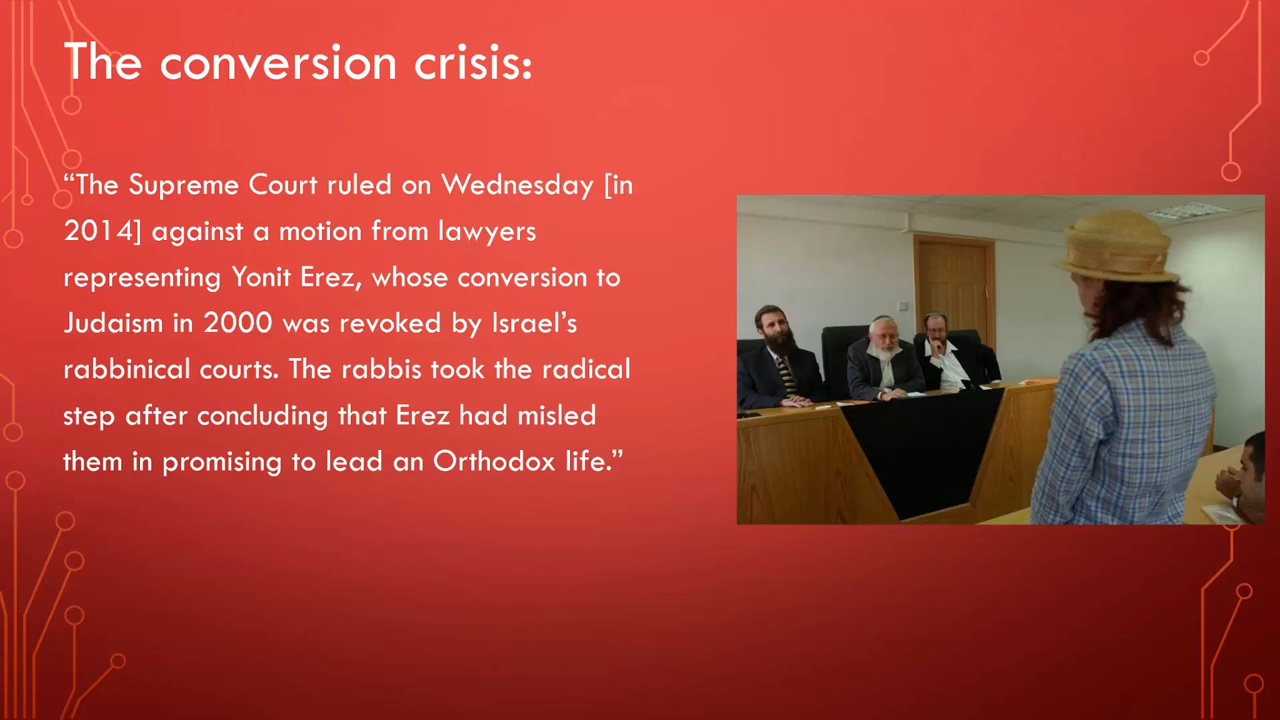 The conversion crisis:
“The Supreme Court ruled on Wednesday [in
2014] against a motion from lawyers
representing Yonit Erez, whose conversion to
Judaism in 2000 was revoked by Israel’s
rabbinical courts. The rabbis took the radical
step after concluding that Erez had misled
them in promising to lead an Orthodox life.”